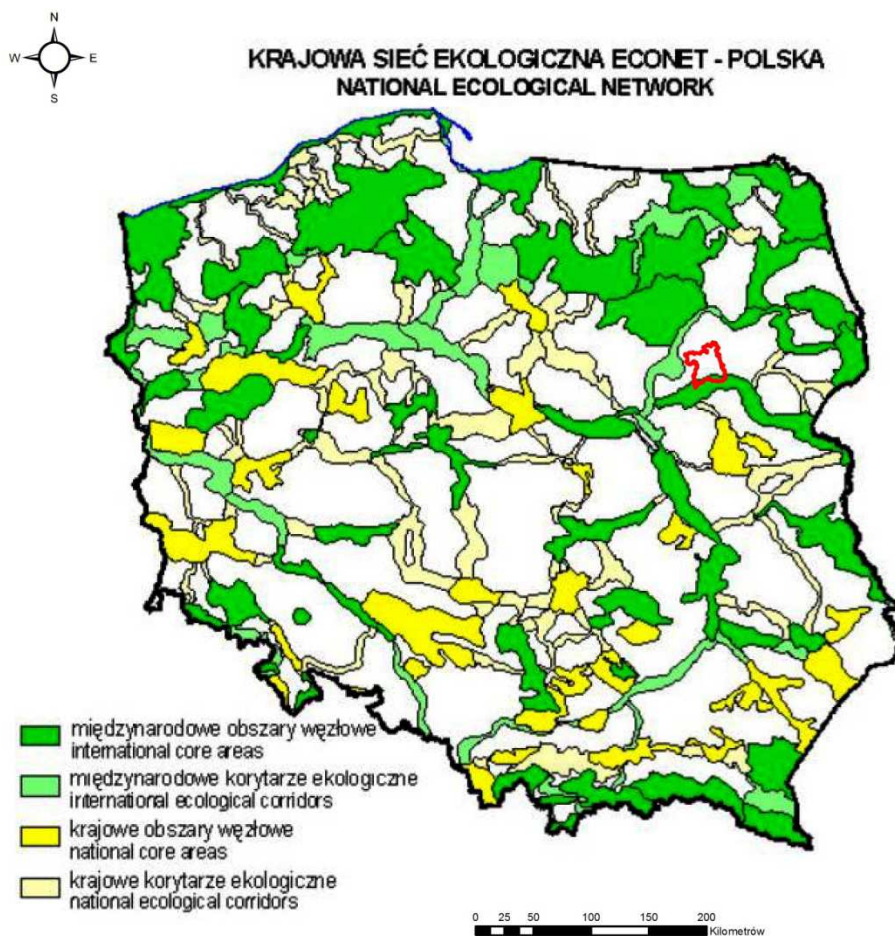 N
W E
S
KRAJOWA SIEĆ EKOLOGICZNA ECONET - POLSKA
NATIONAL ECOLOGICAL NETWORK
międzynarodowe obszary węzłowe
international core areas
międzynarodowe korytarze ekologiczne
international ecological corridors
krajowe obszary węzłowe
national core areas
krajowe korytarze ekologiczne
national ecological corridors
0 25 50 100 150 200
Kilometrów